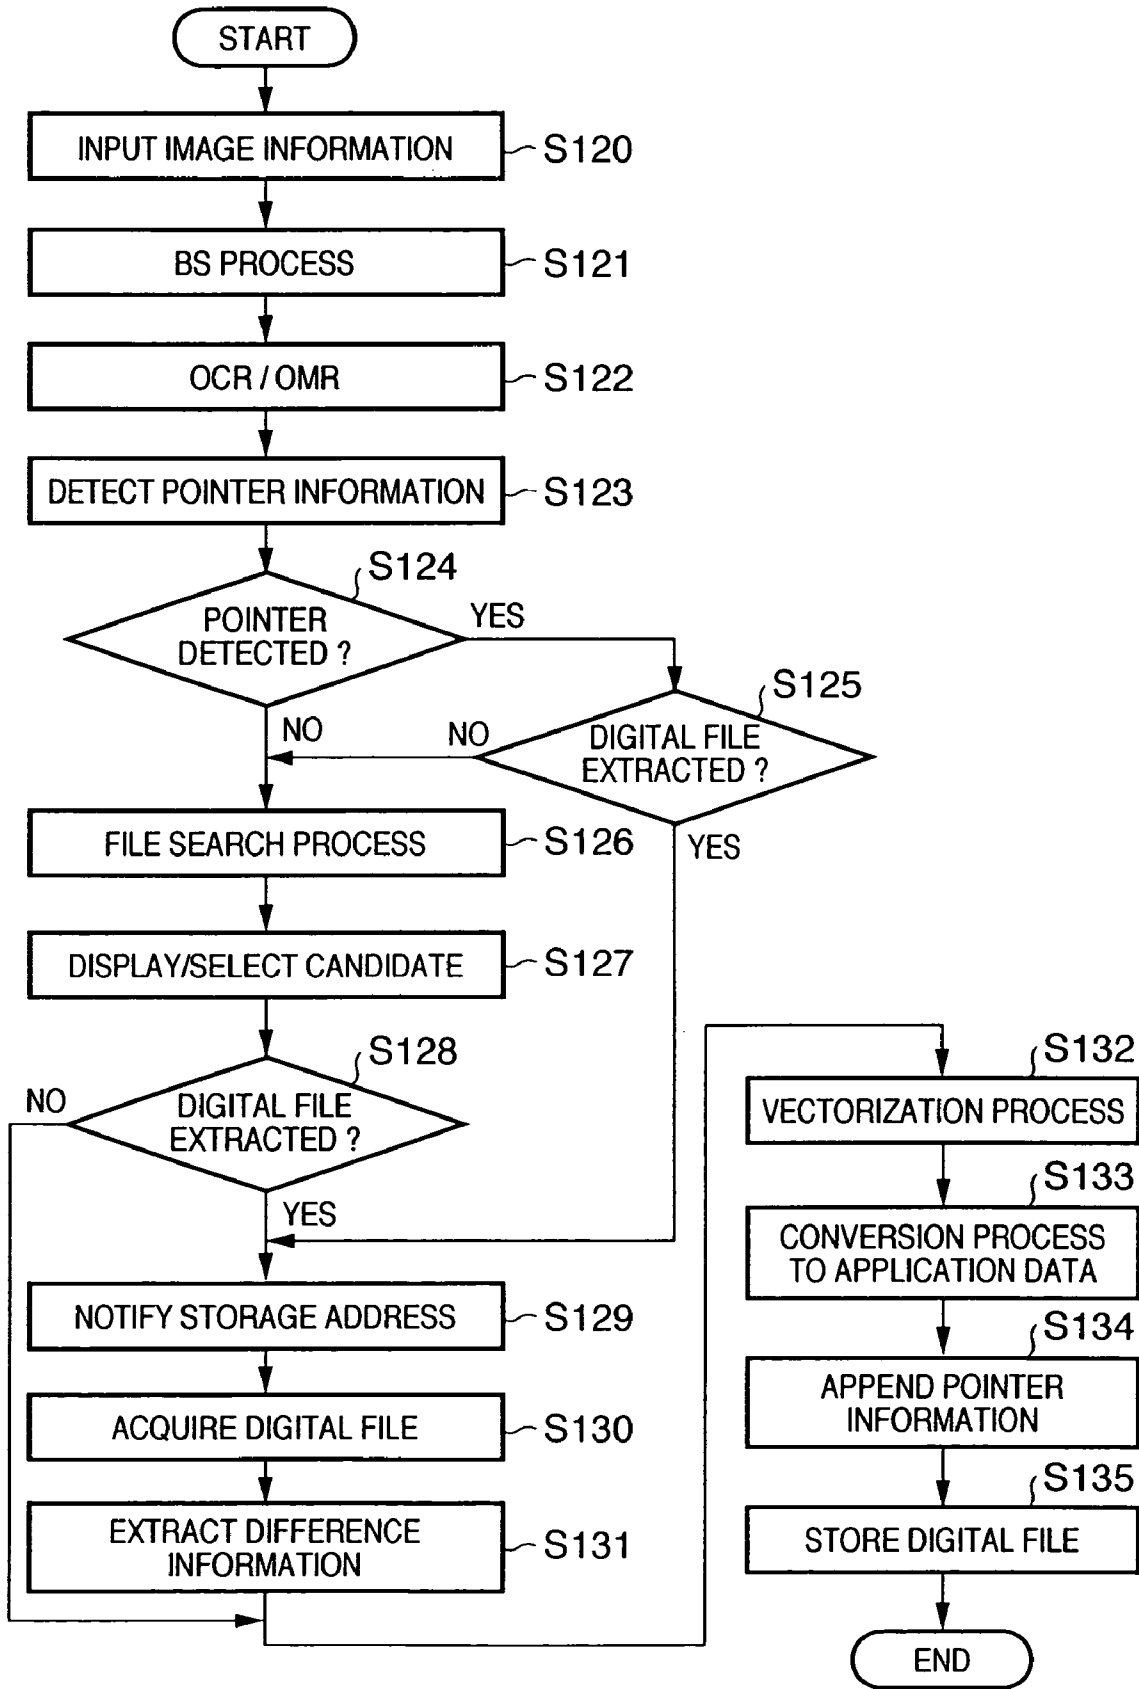 START
INPUT IMAGE INFORMATION
S120
BS PROCESS
S121
OCR / OMR
S122
DETECT POINTER INFORMATION
S123
S124
POINTER
DETECTED ?
YES
NO
S125
DIGITAL FILE
EXTRACTED ?
NO
YES
FILE SEARCH PROCESS
S126
DISPLAY/SELECT CANDIDATE
S127
S128
DIGITAL FILE
EXTRACTED ?
NO
YES
NOTIFY STORAGE ADDRESS
S129
ACQUIRE DIGITAL FILE
S130
EXTRACT DIFFERENCE
INFORMATION
S131
S132
VECTORIZATION PROCESS
S133
CONVERSION PROCESS
TO APPLICATION DATA
S134
APPEND POINTER
INFORMATION
S135
STORE DIGITAL FILE
END